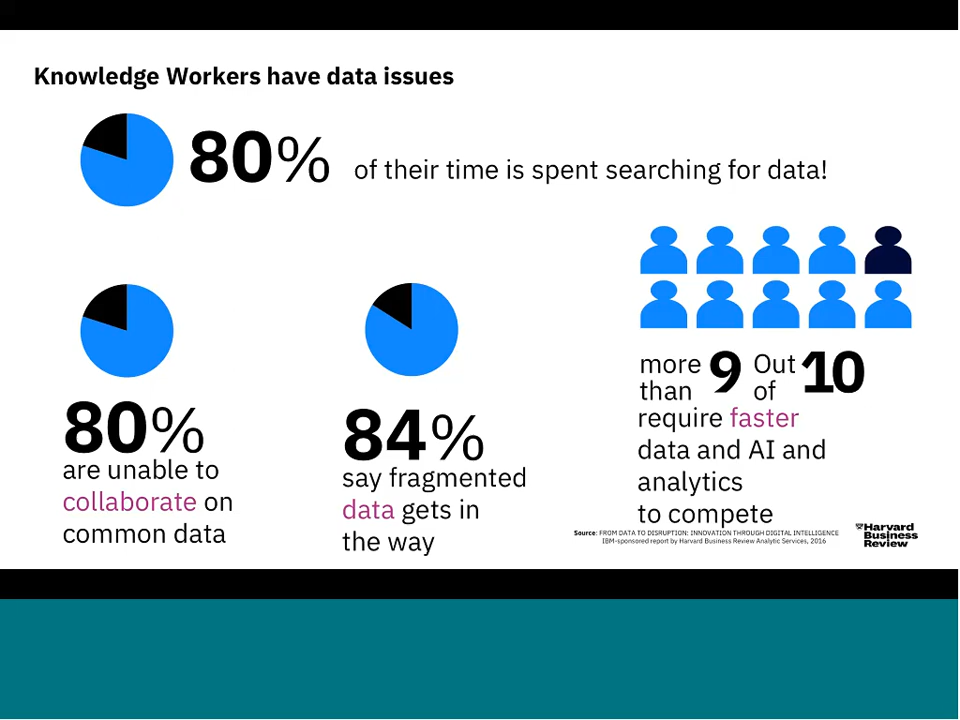 Knowledge Workers have data issues
80% of their time is spent searching for data!
80%
are unable to
collaborate on
common data
84%
say fragmented
data gets in
the way
more than 9 Out of 10
require faster
data and AI and
analytics
to compete
Source: FROM DATA TO DISRUPTION: INNOVATION THROUGH DIGITAL INTELLIGENCE
IBM-sponsored report by Harvard Business Review Analytic Services, 2016
Harvard
Business
Review